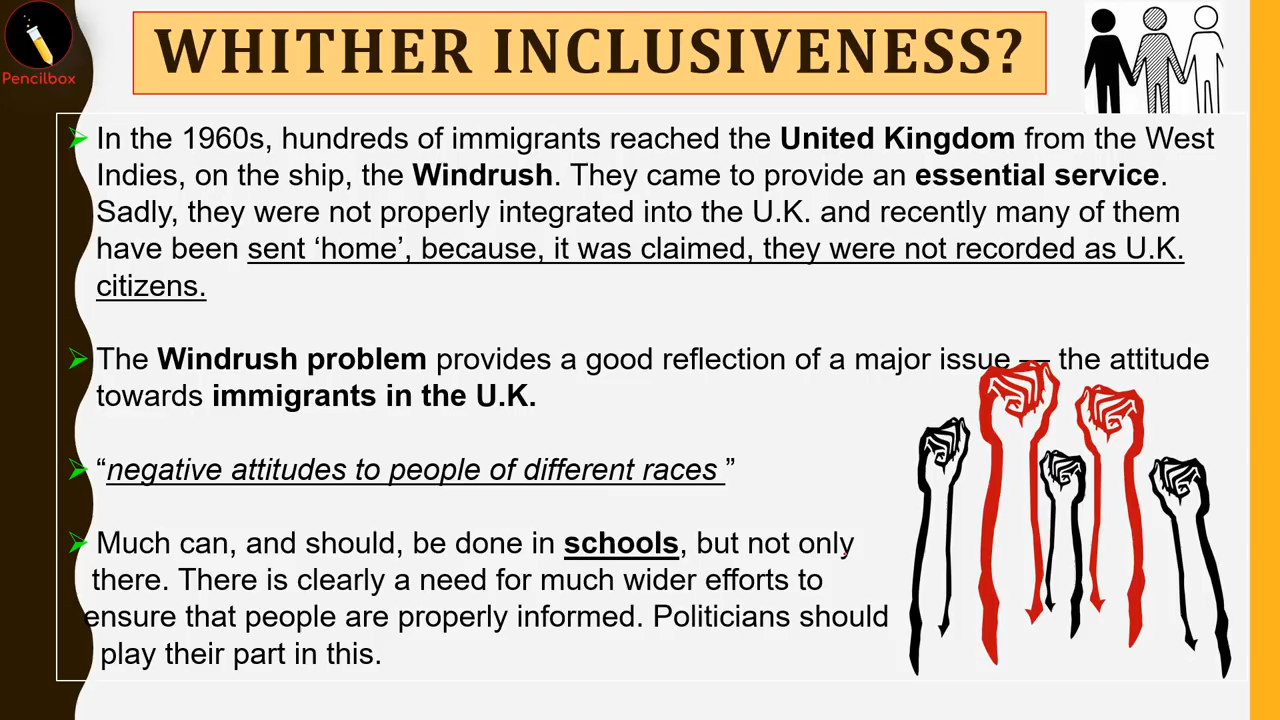 Pencilbox
WHITHER INCLUSIVENESS?
In the 1960s, hundreds of immigrants reached the United Kingdom from the West
Indies, on the ship, the Windrush. They came to provide an essential service.
Sadly, they were not properly integrated into the U.K. and recently many of them
have been sent ‘home’, because, it was claimed, they were not recorded as U.K.
citizens.
The Windrush problem provides a good reflection of a major issue — the attitude
towards immigrants in the U.K.
“negative attitudes to people of different races ”
Much can, and should, be done in schools, but not only
there. There is clearly a need for much wider efforts to
ensure that people are properly informed. Politicians should
play their part in this.